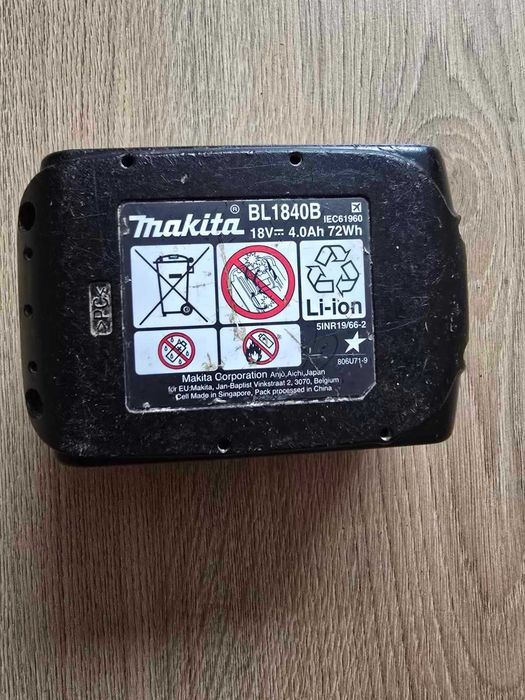 makita® BL1840B
IEC61960
18V⎓ 4.0Ah 72Wh
Li-ion
5INR19/66-2
806U71-9
Makita Corporation Anjo,Aichi,Japan
for EU:Makita, Jan-Baptist Vinkstraat 2, 3070, Belgium
Cell Made in Singapore, Pack processed in China
>PC<